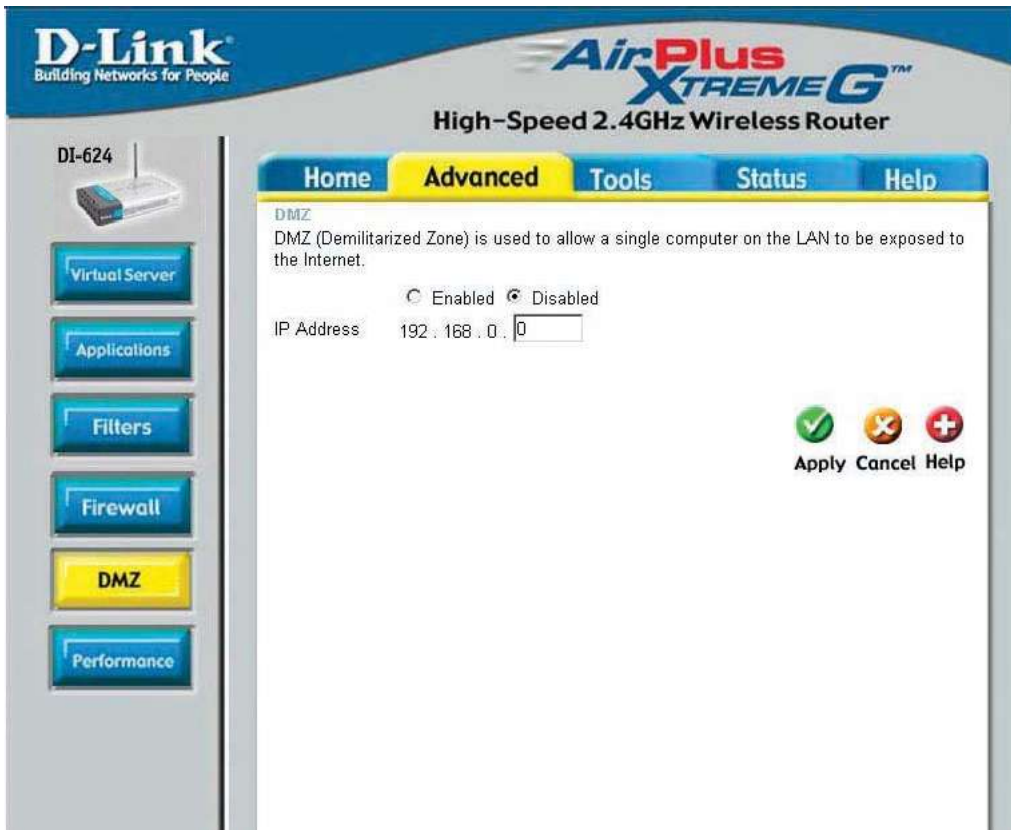 D-Link
Building Networks for People
AirPlus
XTREME G™
High-Speed 2.4GHz Wireless Router
DI-624
Home
Advanced
Tools
Status
Help
Virtual Server
Applications
Filters
Firewall
DMZ
Performance
DMZ
DMZ (Demilitarized Zone) is used to allow a single computer on the LAN to be exposed to
the Internet.
Enabled Disabled
IP Address 192 . 168 . 0 . 0
Apply Cancel Help